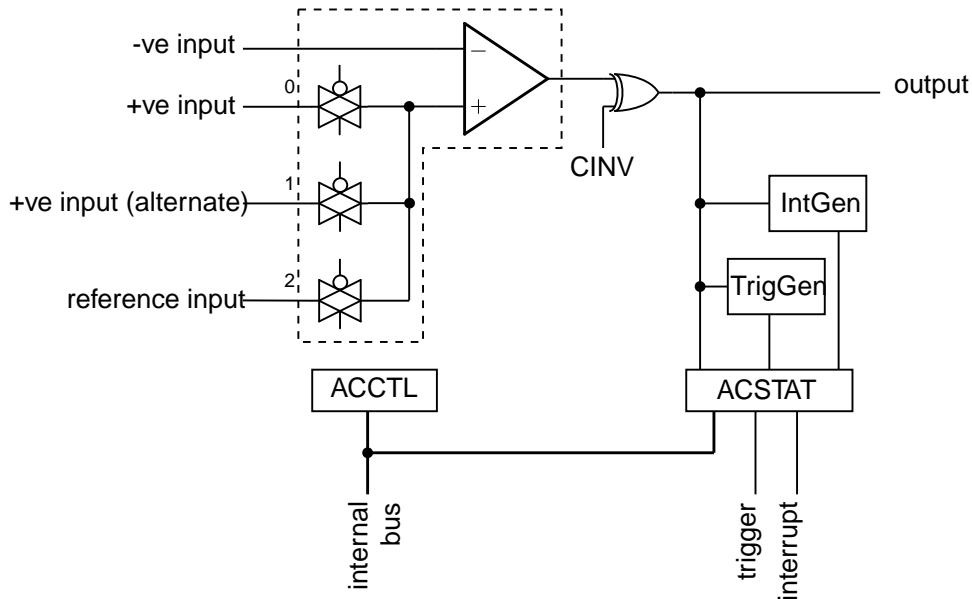 -ve input
−
output
0
+ve input
+
CINV
1
+ve input (alternate)
IntGen
2
reference input
TrigGen
ACCTL
ACSTAT
internal
bus
trigger
interrupt